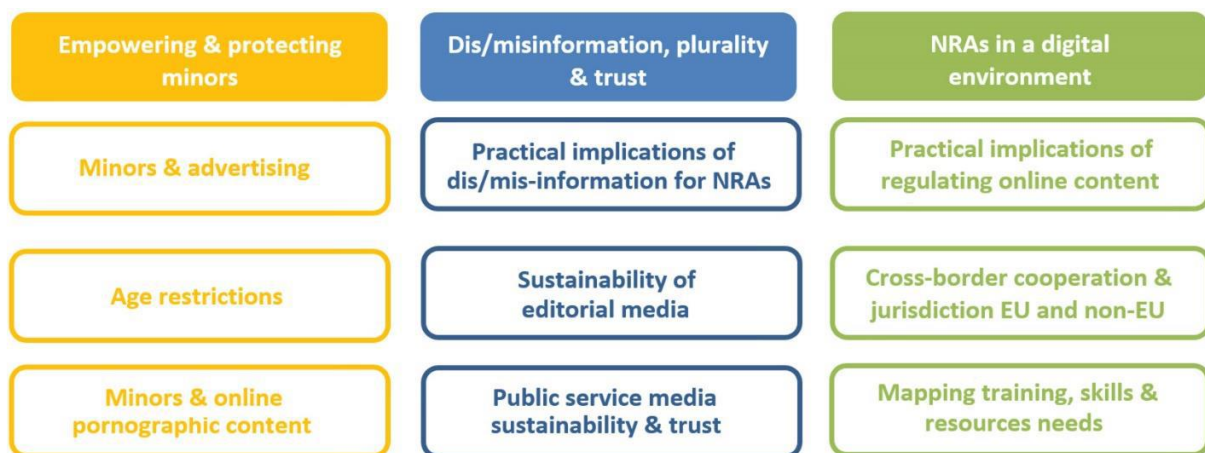 Empowering & protecting
minors
Dis/misinformation, plurality
& trust
NRAs in a digital
environment
Minors & advertising
Practical implications of
dis/mis-information for NRAs
Practical implications of
regulating online content
Age restrictions
Sustainability of
editorial media
Cross-border cooperation &
jurisdiction EU and non-EU
Minors & online
pornographic content
Public service media
sustainability & trust
Mapping training, skills &
resources needs